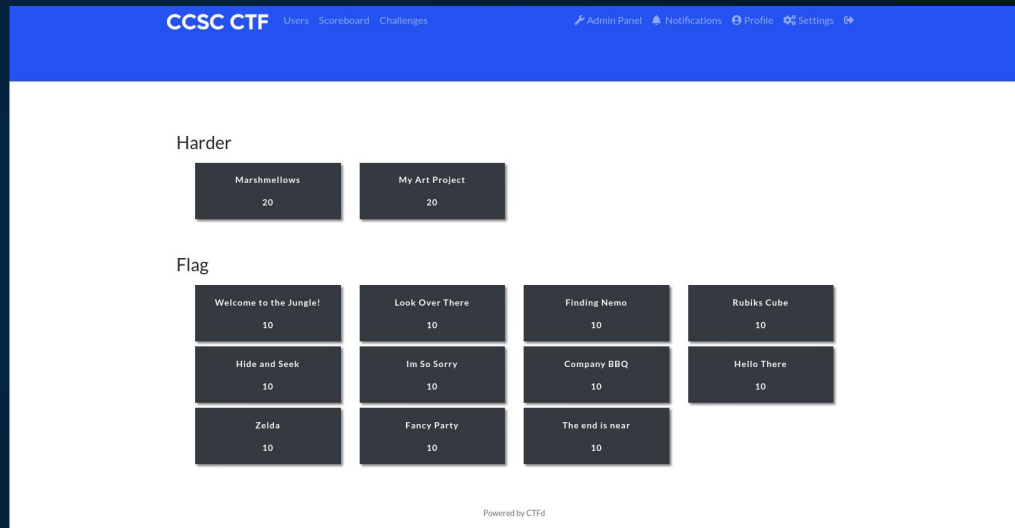 CCSC CTF Users Scoreboard Challenges Admin Panel Notifications Profile Settings
Harder
Marshmellows My Art Project
20 20
Flag
Welcome to the Jungle! Look Over There Finding Nemo Rubiks Cube
10 10 10 10
Hide and Seek Im So Sorry Company BBQ Hello There
10 10 10 10
Zelda Fancy Party The end is near
10 10 10
Powered by CTFd